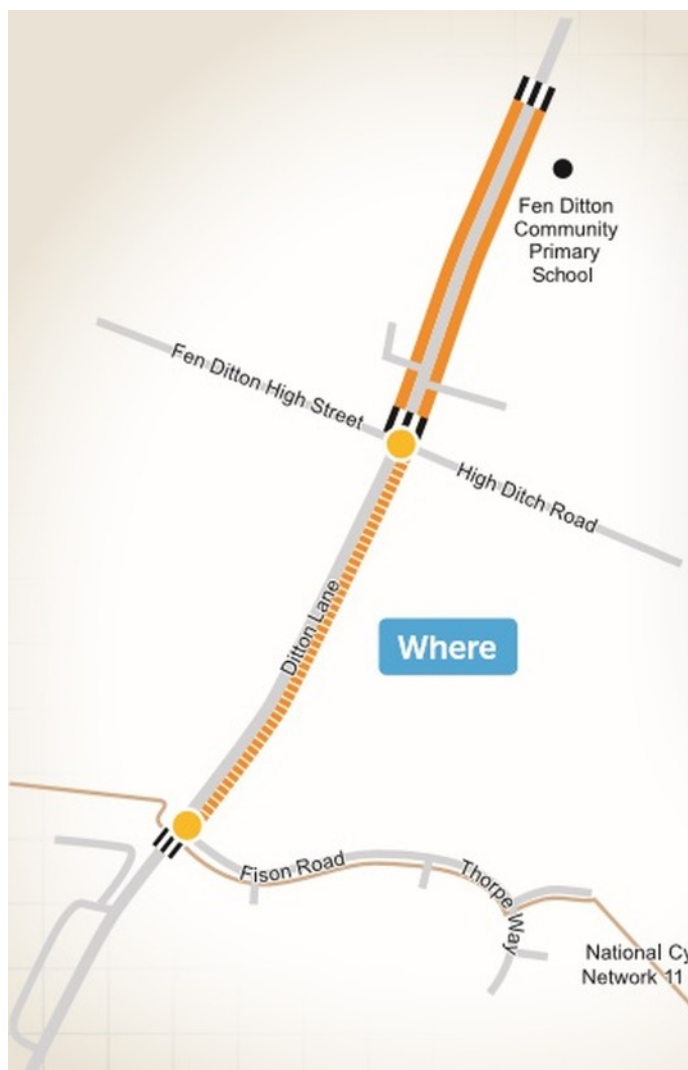 Fen Ditton
Community
Primary
School
Fen Ditton High Street
High Ditch Road
Ditton Lane
Where
Fison Road
Thorpe Way
National Cy
Network 11